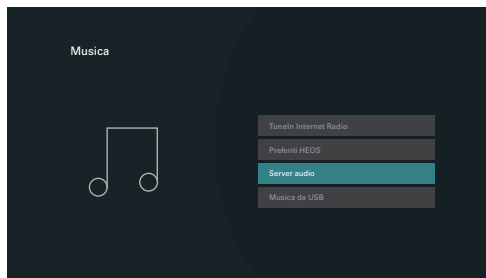 Musica
TuneIn Internet Radio
Preferiti HEOS
Server audio
Musica da USB